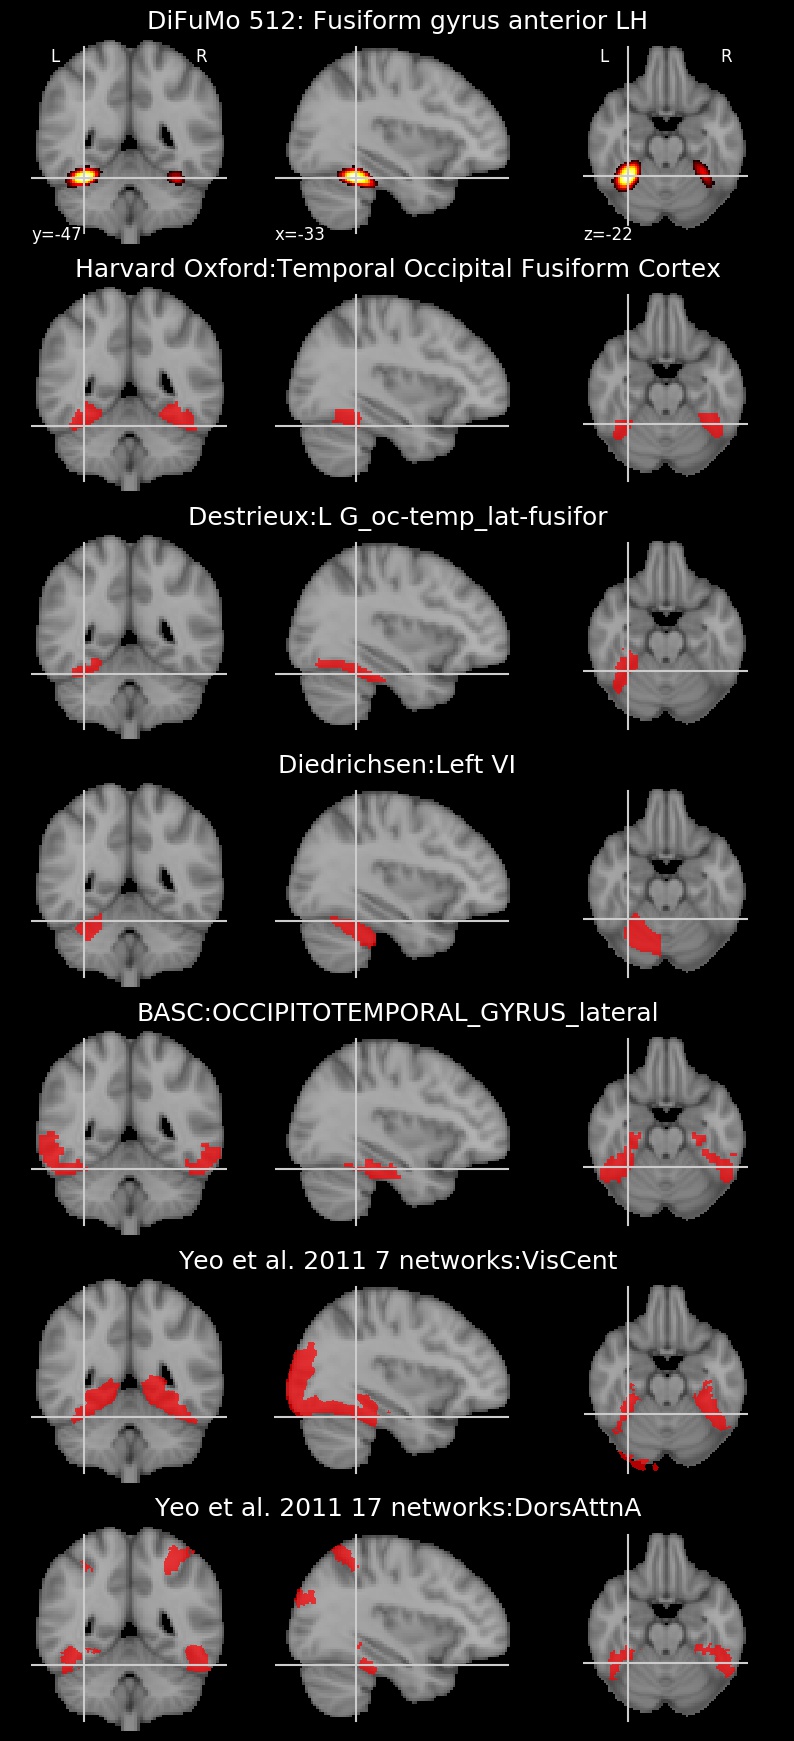 DiFuMo 512: Fusiform gyrus anterior LH
L R L R
y=-47 x=-33 z=-22
Harvard Oxford:Temporal Occipital Fusiform Cortex
Destrieux:L G_oc-temp_lat-fusifor
Diedrichsen:Left VI
BASC:OCCIPITOTEMPORAL_GYRUS_lateral
Yeo et al. 2011 7 networks:VisCent
Yeo et al. 2011 17 networks:DorsAttnA